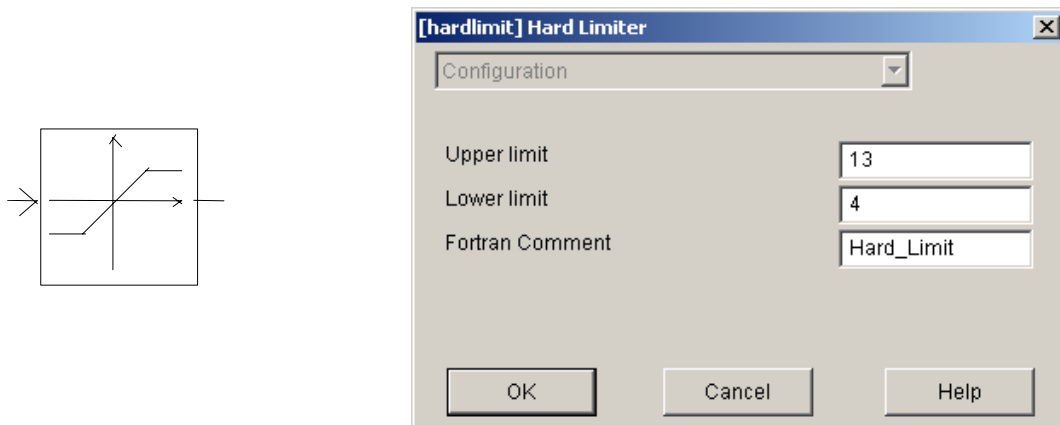 [hardlimit] Hard Limiter
Configuration
Upper limit 13
Lower limit 4
Fortran Comment Hard_Limit
OK Cancel Help